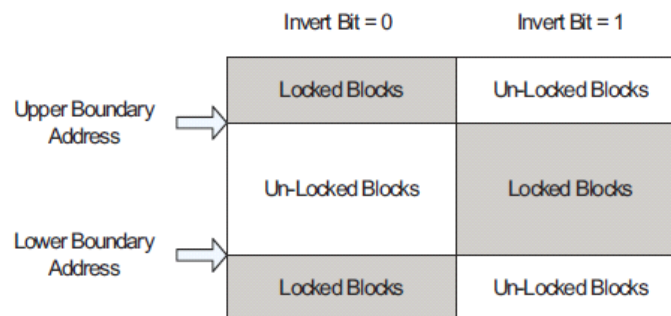 Invert Bit = 0 Invert Bit = 1
Locked Blocks Un-Locked Blocks
Upper Boundary
Address
Un-Locked Blocks Locked Blocks
Lower Boundary
Address
Locked Blocks Un-Locked Blocks